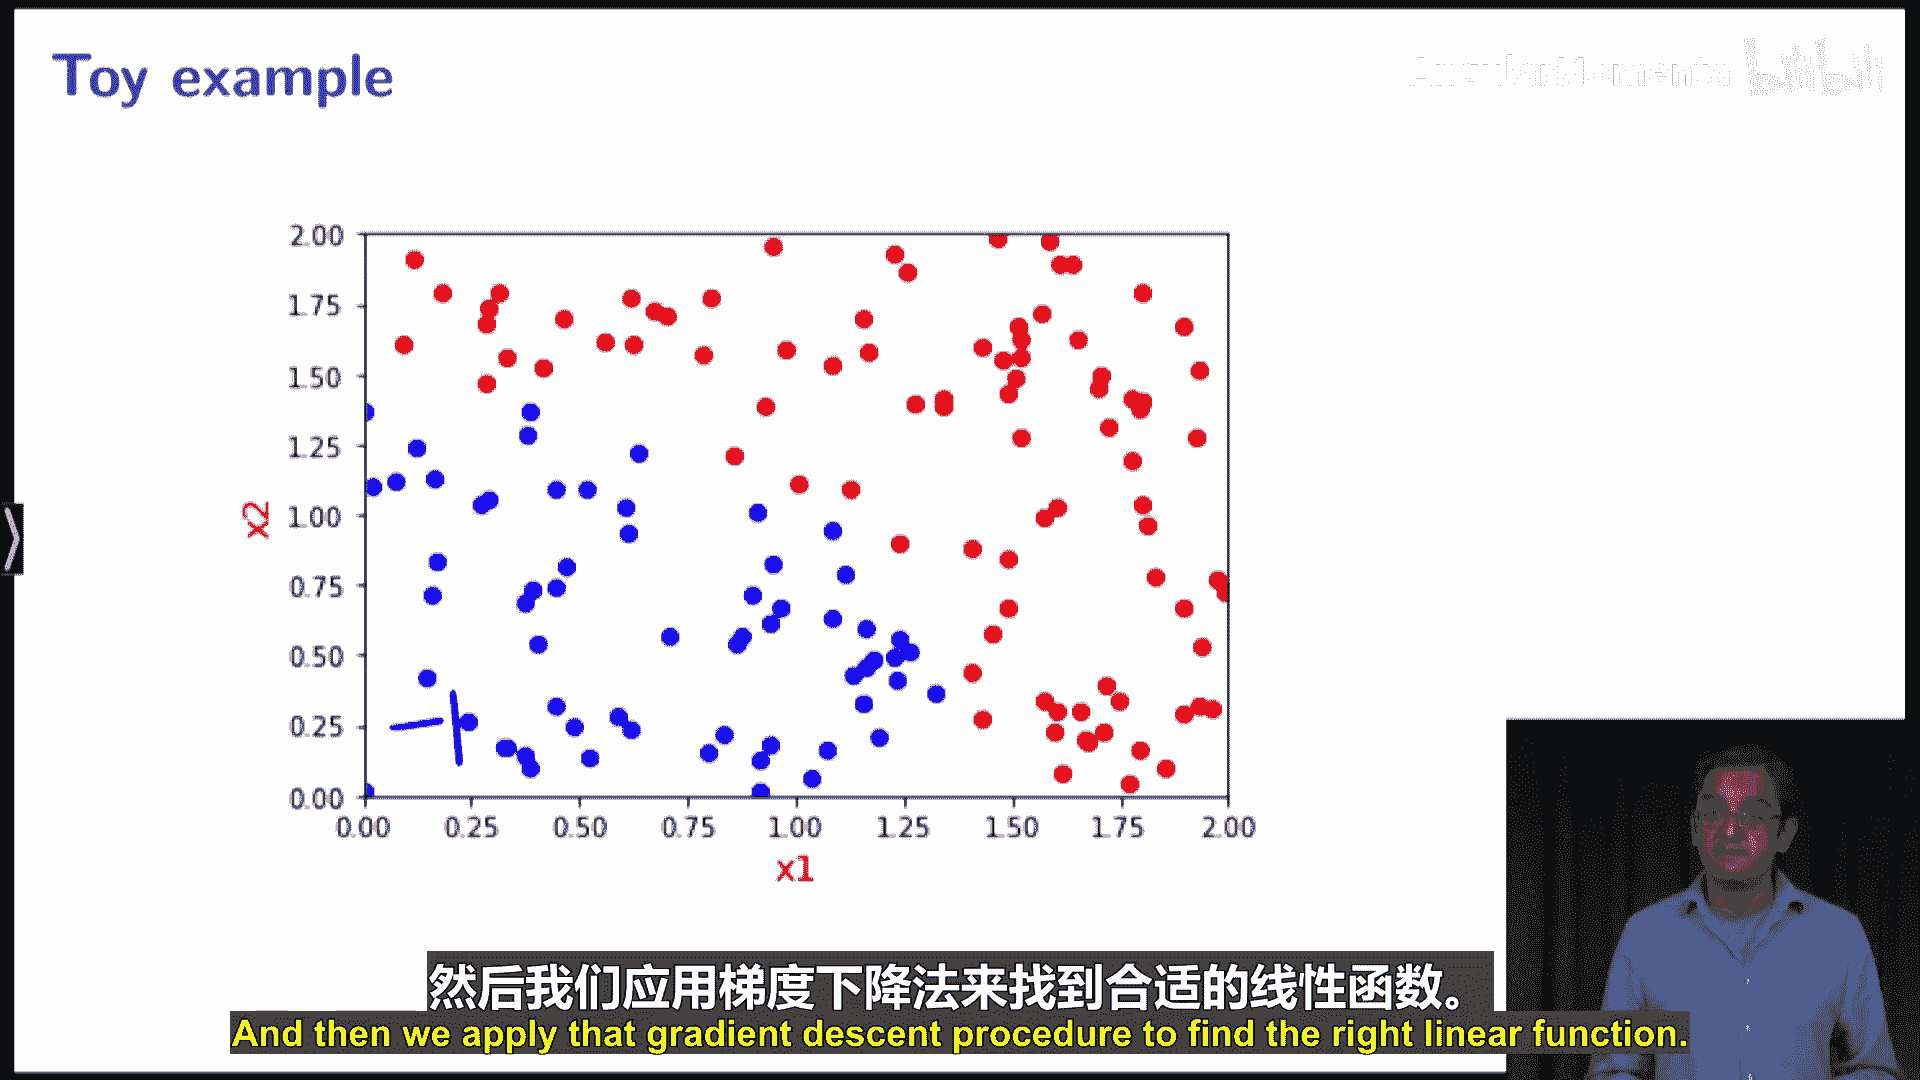 Toy example
2.00
1.75
1.50
1.25
1.00
0.75
0.50
0.25
0.00
x2
0.00 0.25 0.50 0.75 1.00 1.25 1.50 1.75 2.00
x1
然后我们应用梯度下降法来找到合适的线性函数。
And then we apply that gradient descent procedure to find the right linear function.